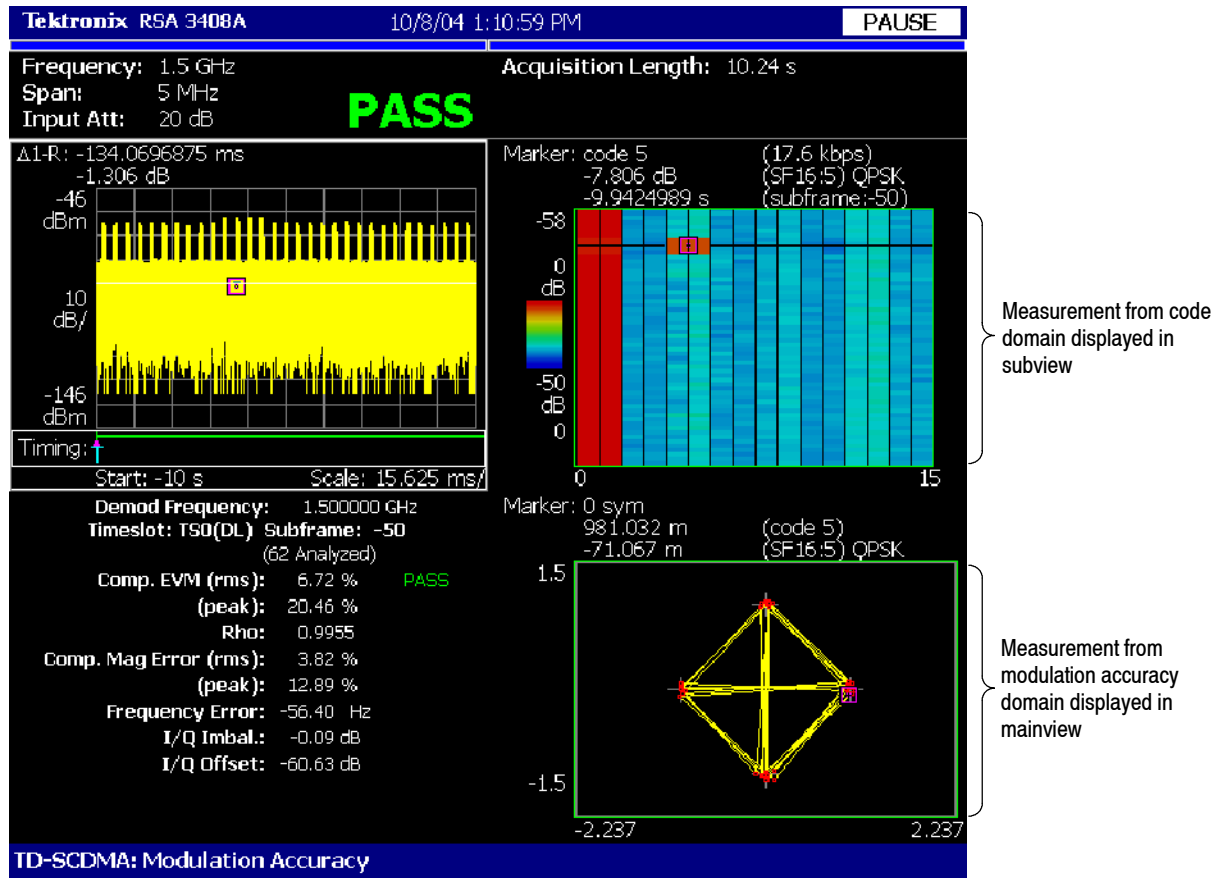 Tektronix RSA 3408A 10/8/04 1:10:59 PM PAUSE
Frequency: 1.5 GHz
Span: 5 MHz
Input Att: 20 dB
PASS
Acquisition Length: 10.24 s
Δ1-R: -134.0696875 ms
-1.306 dB
-46
dBm
10
dB/
-146
dBm
Timing:
Start: -10 s Scale: 15.625 ms/
Marker: code 5 (17.6 kbps)
-7.806 dB (SF16:5) QPSK
-9.9424989 s (subframe:-50)
-58
0
dB
-50
dB
0
0 15
Measurement from code
domain displayed in
subview
Demod Frequency: 1.500000 GHz
Timeslot: TS0(DL) Subframe: -50
(62 Analyzed)
Comp. EVM (rms): 6.72 % PASS
(peak): 20.46 %
Rho: 0.9955
Comp. Mag Error (rms): 3.82 %
(peak): 12.89 %
Frequency Error: -56.40 Hz
I/Q Imbal.: -0.09 dB
I/Q Offset: -60.63 dB
Marker: 0 sym
981.032 m (code 5)
-71.067 m (SF16:5) QPSK
1.5
-1.5
-2.237 2.237
Measurement from
modulation accuracy
domain displayed in
mainview
TD-SCDMA: Modulation Accuracy